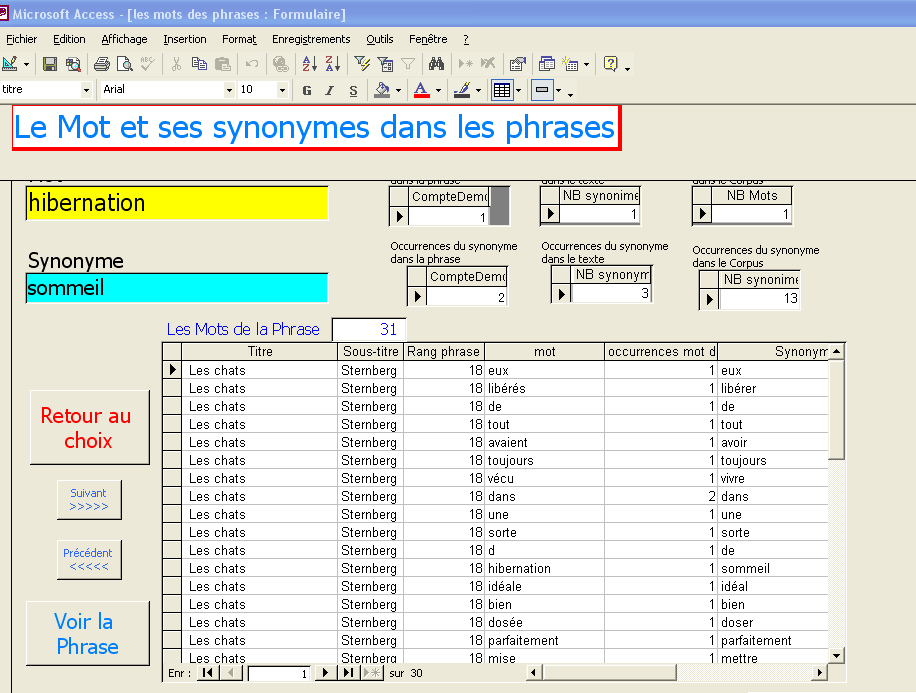 Microsoft Access - [les mots des phrases : Formulaire]
Fichier Edition Affichage Insertion Format Enregistrements Outils Fenêtre ?
titre Arial 10 G I S
Le Mot et ses synonymes dans les phrases
dans la phrase dans le texte dans le Corpus
hibernation
CompteDemo NB synonime NB Mots
1 1 1
Synonyme
sommeil
Occurrences du synonyme dans la phrase
CompteDemo
2
Occurrences du synonyme dans le texte
NB synonym
3
Occurrences du synonyme dans le Corpus
NB synonime
13
Les Mots de la Phrase 31
Titre Sous-titre Rang phrase mot occurrences mot d Synonym
Les chats Sternberg 18 eux 1 eux
Les chats Sternberg 18 libérés 1 libérer
Les chats Sternberg 18 de 1 de
Les chats Sternberg 18 tout 1 tout
Les chats Sternberg 18 avaient 1 avoir
Les chats Sternberg 18 toujours 1 toujours
Les chats Sternberg 18 vécu 1 vivre
Les chats Sternberg 18 dans 2 dans
Les chats Sternberg 18 une 1 une
Les chats Sternberg 18 sorte 1 sorte
Les chats Sternberg 18 d 1 de
Les chats Sternberg 18 hibernation 1 sommeil
Les chats Sternberg 18 idéale 1 idéal
Les chats Sternberg 18 bien 1 bien
Les chats Sternberg 18 dosée 1 doser
Les chats Sternberg 18 parfaitement 1 parfaitement
Les chats Sternberg 18 mise 1 mettre
Enr : 1 sur 30
Retour au
choix
Suivant
>>>>>
Précédent
<<<<<
Voir la
Phrase